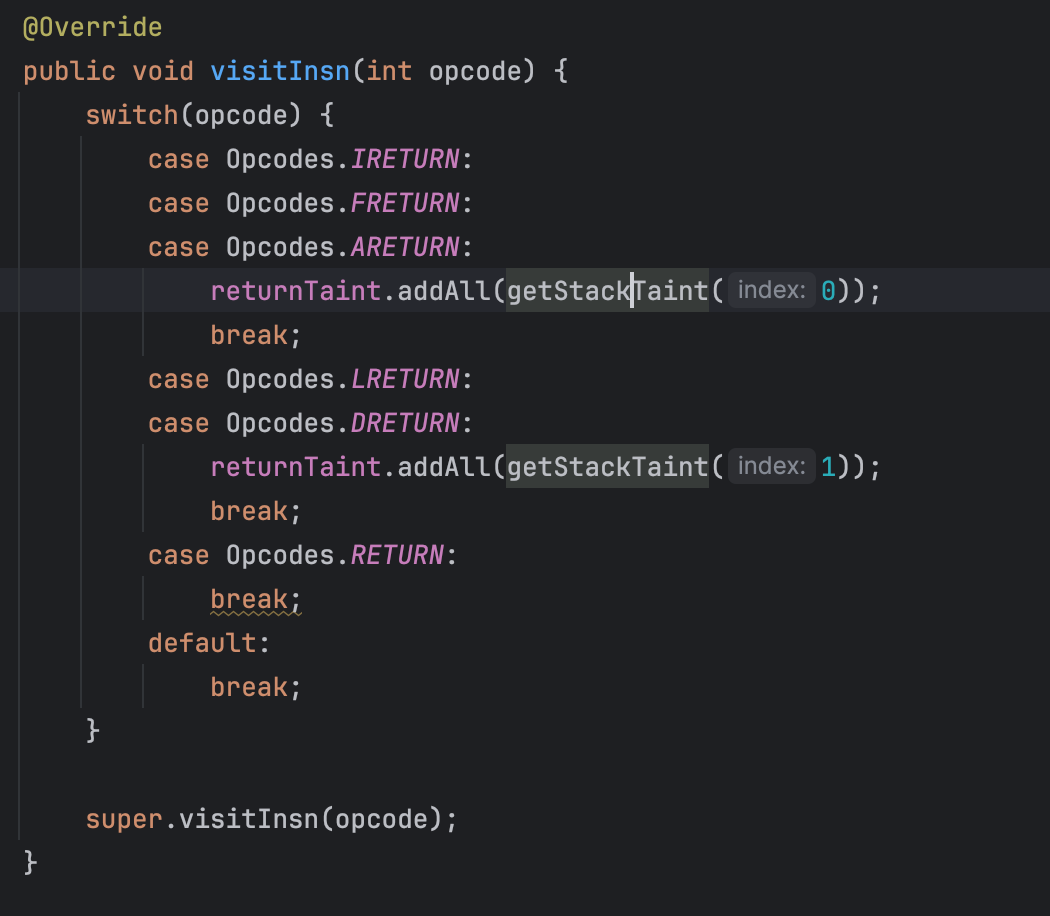 @Override
public void visitInsn(int opcode) {
    switch(opcode) {
        case Opcodes.IRETURN:
        case Opcodes.FRETURN:
        case Opcodes.ARETURN:
            returnTaint.addAll(getStackTaint( index: 0));
            break;
        case Opcodes.LRETURN:
        case Opcodes.DRETURN:
            returnTaint.addAll(getStackTaint( index: 1));
            break;
        case Opcodes.RETURN:
            break;
        default:
            break;
    }

    super.visitInsn(opcode);
}